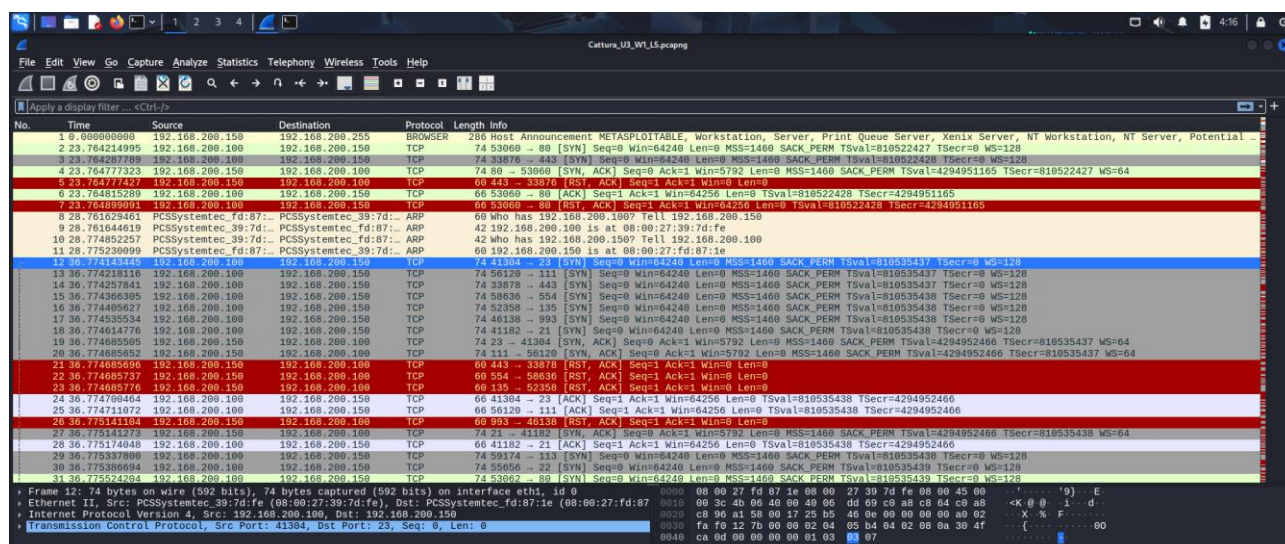 1 2 3 4 4:16
Cattura_U3_W1_L5.pcapng
File Edit View Go Capture Analyze Statistics Telephony Wireless Tools Help
Apply a display filter ... <Ctrl-/>
No. Time Source Destination Protocol Length Info
1 0.000000000 192.168.200.150 192.168.200.255 BROWSER 286 Host Announcement METASPLOITABLE, Workstation, Server, Print Queue Server, Xenix Server, NT Workstation, NT Server, Potential …
2 23.764214995 192.168.200.100 192.168.200.150 TCP 74 53060 → 80 [SYN] Seq=0 Win=64240 Len=0 MSS=1460 SACK_PERM TSval=810522427 TSecr=0 WS=128
3 23.764287789 192.168.200.100 192.168.200.150 TCP 74 33876 → 443 [SYN] Seq=0 Win=64240 Len=0 MSS=1460 SACK_PERM TSval=810522428 TSecr=0 WS=128
4 23.764777323 192.168.200.150 192.168.200.100 TCP 74 80 → 53060 [SYN, ACK] Seq=0 Ack=1 Win=5792 Len=0 MSS=1460 SACK_PERM TSval=4294951165 TSecr=810522427 WS=64
5 23.764777427 192.168.200.150 192.168.200.100 TCP 60 443 → 33876 [RST, ACK] Seq=1 Ack=1 Win=0 Len=0
6 23.764815289 192.168.200.100 192.168.200.150 TCP 66 53060 → 80 [ACK] Seq=1 Ack=1 Win=64256 Len=0 TSval=810522428 TSecr=4294951165
7 23.764899091 192.168.200.100 192.168.200.150 TCP 66 53060 → 80 [RST, ACK] Seq=1 Ack=1 Win=64256 Len=0 TSval=810522428 TSecr=4294951165
8 28.761629461 PCSSystemtec_fd:87:… PCSSystemtec_39:7d:… ARP 60 Who has 192.168.200.100? Tell 192.168.200.150
9 28.761644619 PCSSystemtec_39:7d:… PCSSystemtec_fd:87:… ARP 42 192.168.200.100 is at 08:00:27:39:7d:fe
10 28.774852257 PCSSystemtec_39:7d:… PCSSystemtec_fd:87:… ARP 42 Who has 192.168.200.150? Tell 192.168.200.100
11 28.775230099 PCSSystemtec_fd:87:… PCSSystemtec_39:7d:… ARP 60 192.168.200.150 is at 08:00:27:fd:87:1e
12 36.774143445 192.168.200.100 192.168.200.150 TCP 74 41304 → 23 [SYN] Seq=0 Win=64240 Len=0 MSS=1460 SACK_PERM TSval=810535437 TSecr=0 WS=128
13 36.774218116 192.168.200.100 192.168.200.150 TCP 74 56120 → 111 [SYN] Seq=0 Win=64240 Len=0 MSS=1460 SACK_PERM TSval=810535437 TSecr=0 WS=128
14 36.774257841 192.168.200.100 192.168.200.150 TCP 74 33878 → 443 [SYN] Seq=0 Win=64240 Len=0 MSS=1460 SACK_PERM TSval=810535437 TSecr=0 WS=128
15 36.774366305 192.168.200.100 192.168.200.150 TCP 74 58636 → 554 [SYN] Seq=0 Win=64240 Len=0 MSS=1460 SACK_PERM TSval=810535438 TSecr=0 WS=128
16 36.774405627 192.168.200.100 192.168.200.150 TCP 74 52358 → 135 [SYN] Seq=0 Win=64240 Len=0 MSS=1460 SACK_PERM TSval=810535438 TSecr=0 WS=128
17 36.774535534 192.168.200.100 192.168.200.150 TCP 74 46138 → 993 [SYN] Seq=0 Win=64240 Len=0 MSS=1460 SACK_PERM TSval=810535438 TSecr=0 WS=128
18 36.774614776 192.168.200.100 192.168.200.150 TCP 74 41182 → 21 [SYN] Seq=0 Win=64240 Len=0 MSS=1460 SACK_PERM TSval=810535438 TSecr=0 WS=128
19 36.774685505 192.168.200.150 192.168.200.100 TCP 74 23 → 41304 [SYN, ACK] Seq=0 Ack=1 Win=5792 Len=0 MSS=1460 SACK_PERM TSval=4294952466 TSecr=810535437 WS=64
20 36.774685652 192.168.200.150 192.168.200.100 TCP 74 111 → 56120 [SYN, ACK] Seq=0 Ack=1 Win=5792 Len=0 MSS=1460 SACK_PERM TSval=4294952466 TSecr=810535437 WS=64
21 36.774685696 192.168.200.150 192.168.200.100 TCP 60 443 → 33878 [RST, ACK] Seq=1 Ack=1 Win=0 Len=0
22 36.774685737 192.168.200.150 192.168.200.100 TCP 60 554 → 58636 [RST, ACK] Seq=1 Ack=1 Win=0 Len=0
23 36.774685776 192.168.200.150 192.168.200.100 TCP 60 135 → 52358 [RST, ACK] Seq=1 Ack=1 Win=0 Len=0
24 36.774700464 192.168.200.100 192.168.200.150 TCP 66 41304 → 23 [ACK] Seq=1 Ack=1 Win=64256 Len=0 TSval=810535438 TSecr=4294952466
25 36.774711072 192.168.200.100 192.168.200.150 TCP 66 56120 → 111 [ACK] Seq=1 Ack=1 Win=64256 Len=0 TSval=810535438 TSecr=4294952466
26 36.775141104 192.168.200.150 192.168.200.100 TCP 60 993 → 46138 [RST, ACK] Seq=1 Ack=1 Win=0 Len=0
27 36.775141273 192.168.200.150 192.168.200.100 TCP 74 21 → 41182 [SYN, ACK] Seq=0 Ack=1 Win=5792 Len=0 MSS=1460 SACK_PERM TSval=4294952466 TSecr=810535438 WS=64
28 36.775174048 192.168.200.100 192.168.200.150 TCP 66 41182 → 21 [ACK] Seq=1 Ack=1 Win=64256 Len=0 TSval=810535438 TSecr=4294952466
29 36.775337800 192.168.200.100 192.168.200.150 TCP 74 59174 → 113 [SYN] Seq=0 Win=64240 Len=0 MSS=1460 SACK_PERM TSval=810535438 TSecr=0 WS=128
30 36.775386694 192.168.200.100 192.168.200.150 TCP 74 55656 → 22 [SYN] Seq=0 Win=64240 Len=0 MSS=1460 SACK_PERM TSval=810535439 TSecr=0 WS=128
31 36.775524204 192.168.200.100 192.168.200.150 TCP 74 53062 → 80 [SYN] Seq=0 Win=64240 Len=0 MSS=1460 SACK_PERM TSval=810535439 TSecr=0 WS=128
Frame 12: 74 bytes on wire (592 bits), 74 bytes captured (592 bits) on interface eth1, id 0
Ethernet II, Src: PCSSystemtec_39:7d:fe (08:00:27:39:7d:fe), Dst: PCSSystemtec_fd:87:1e (08:00:27:fd:87
Internet Protocol Version 4, Src: 192.168.200.100, Dst: 192.168.200.150
Transmission Control Protocol, Src Port: 41304, Dst Port: 23, Seq: 0, Len: 0
0000 08 00 27 fd 87 1e 08 00 27 39 7d fe 08 00 45 00 ..'..... '9}...E.
0010 00 3c 4b 06 40 00 40 06 dd 69 c0 a8 c8 64 c0 a8 .<K.@.@. .i...d..
0020 c8 96 a1 58 00 17 25 b5 46 0e 00 00 00 00 a0 02 ...X..%. F.......
0030 fa f0 12 7b 00 00 02 04 05 b4 04 02 08 0a 30 4f ...{.... ......0O
0040 ca 0d 00 00 00 00 01 03 03 07